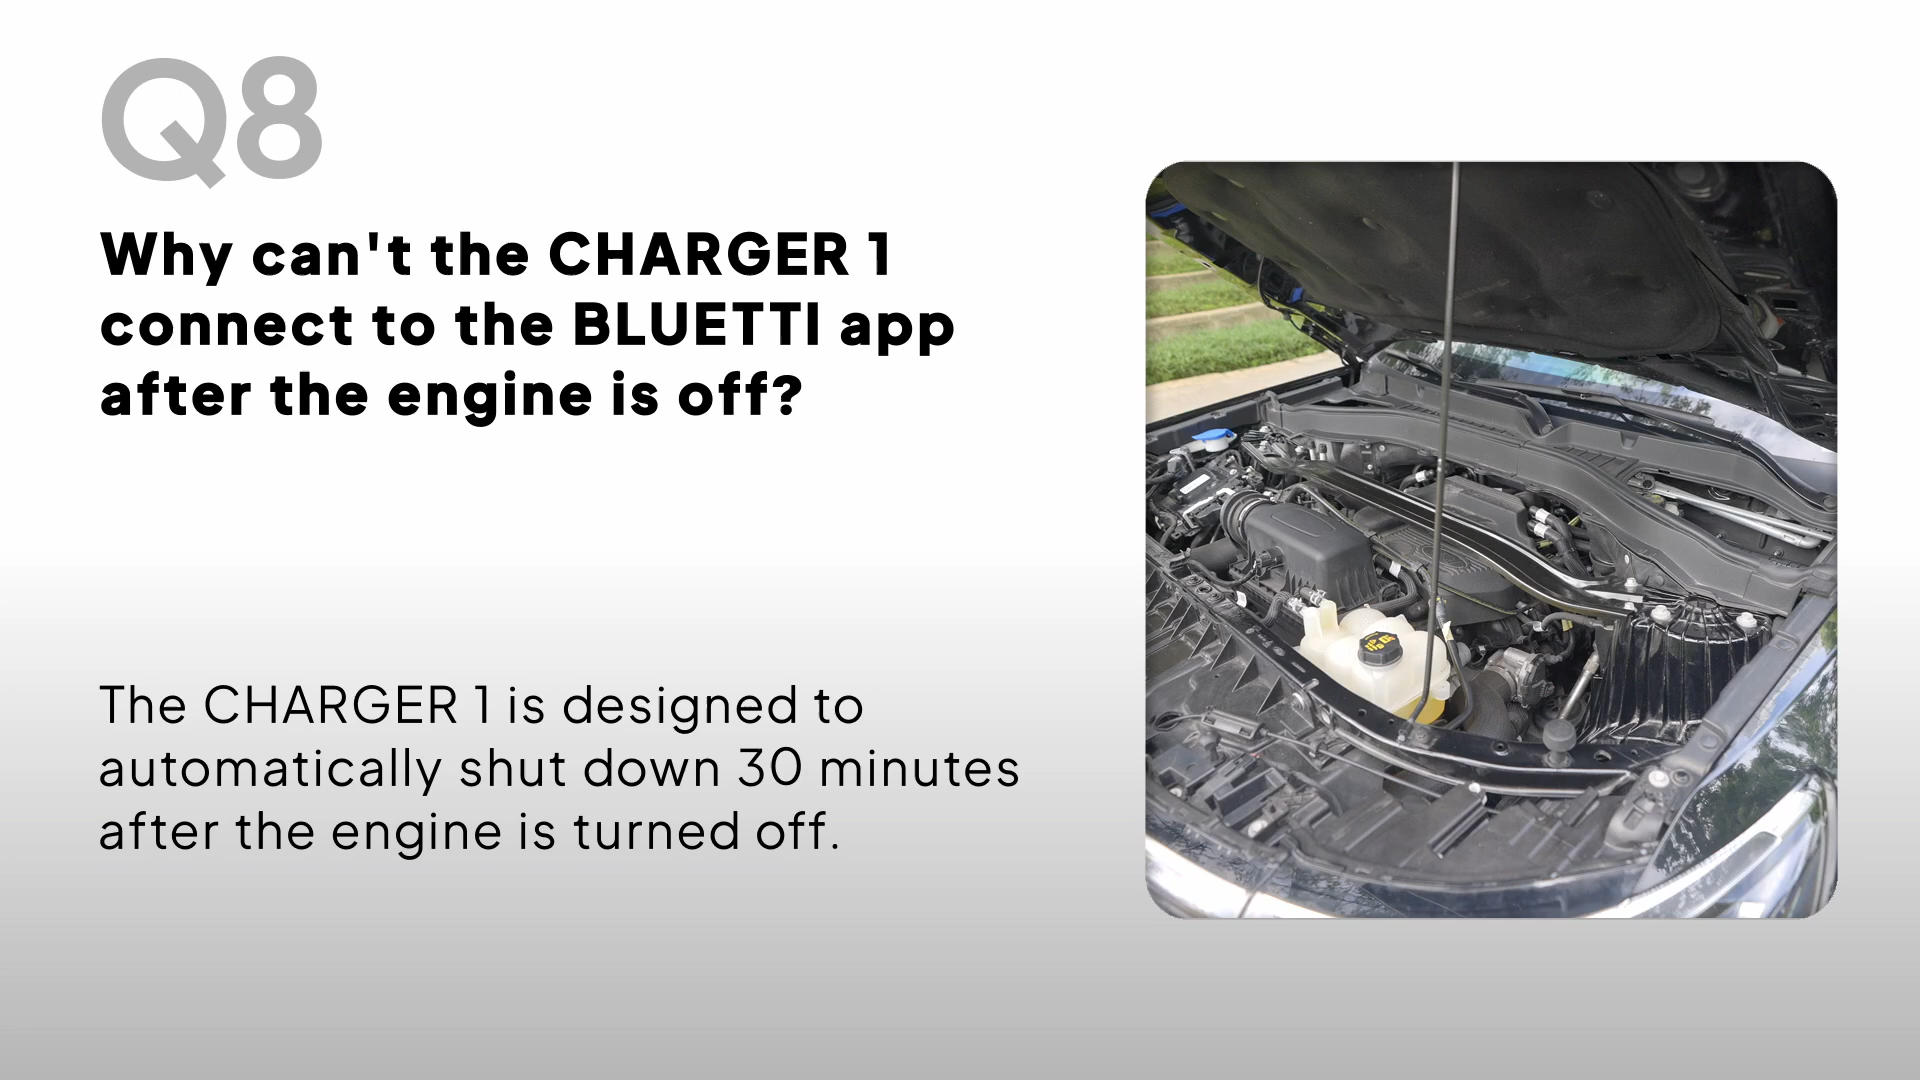 Q8
Why can't the CHARGER 1
connect to the BLUETTI app
after the engine is off?
The CHARGER 1 is designed to
automatically shut down 30 minutes
after the engine is turned off.